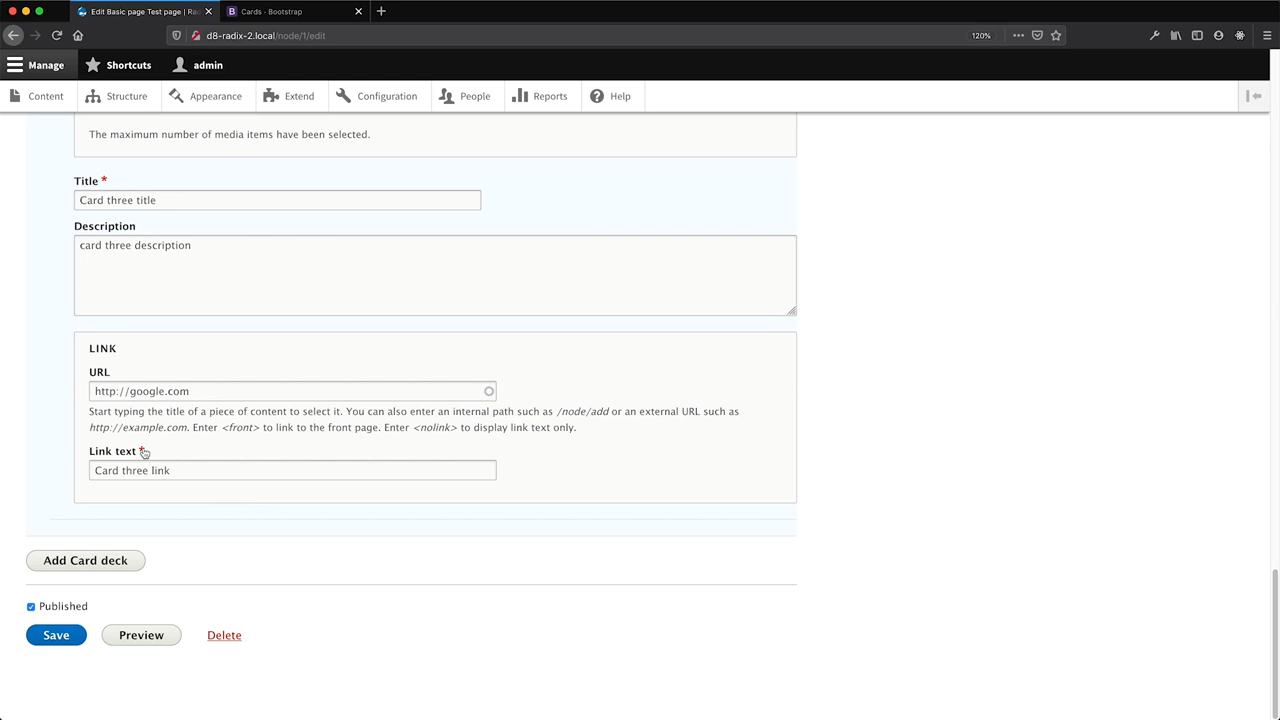 Edit Basic page Test page | Ra
Cards - Bootstrap
d8-radix-2.local/node/1/edit
120%
Manage
Shortcuts
admin
Content
Structure
Appearance
Extend
Configuration
People
Reports
Help
The maximum number of media items have been selected.
Title *
Card three title
Description
card three description
LINK
URL
http://google.com
Start typing the title of a piece of content to select it. You can also enter an internal path such as /node/add or an external URL such as
http://example.com. Enter <front> to link to the front page. Enter <nolink> to display link text only.
Link text *
Card three link
Add Card deck
Published
Save
Preview
Delete